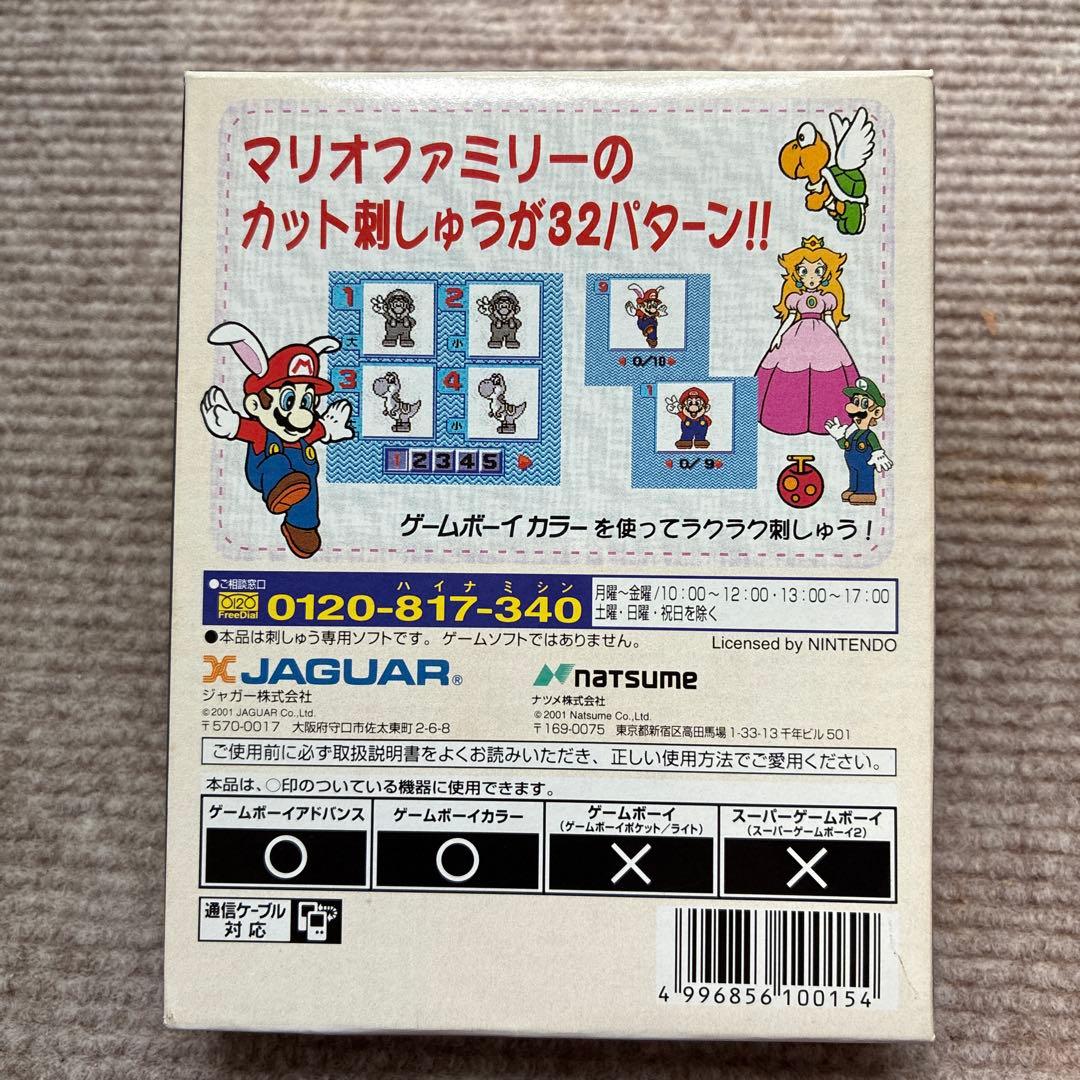 マリオファミリーの
カット刺しゅうが32パターン!!
1 2
大 小
3 4
大 小
1 2 3 4 5
9
0/10
1
0/9
M
ゲームボーイ カラー を使ってラクラク刺しゅう!
●ご相談窓口
0120
FreeDial
ハイナミシン
0120-817-340
月曜～金曜/10:00～12:00・13:00～17:00
土曜・日曜・祝日を除く
●本品は刺しゅう専用ソフトです。ゲームソフトではありません。
Licensed by NINTENDO
JAGUAR®
ジャガー株式会社
©2001 JAGUAR Co.,Ltd.
〒570-0017 大阪府守口市佐太東町2-6-8
natsume
ナツメ株式会社
©2001 Natsume Co.,Ltd.
〒169-0075 東京都新宿区高田馬場1-33-13 千年ビル501
ご使用前に必ず取扱説明書をよくお読みいただき、正しい使用方法でご愛用ください。
本品は、○印のついている機器に使用できます。
ゲームボーイアドバンス
○
ゲームボーイカラー
○
ゲームボーイ
(ゲームボーイポケット/ライト)
×
スーパーゲームボーイ
(スーパーゲームボーイ2)
×
通信ケーブル
対応
4 996856 100154